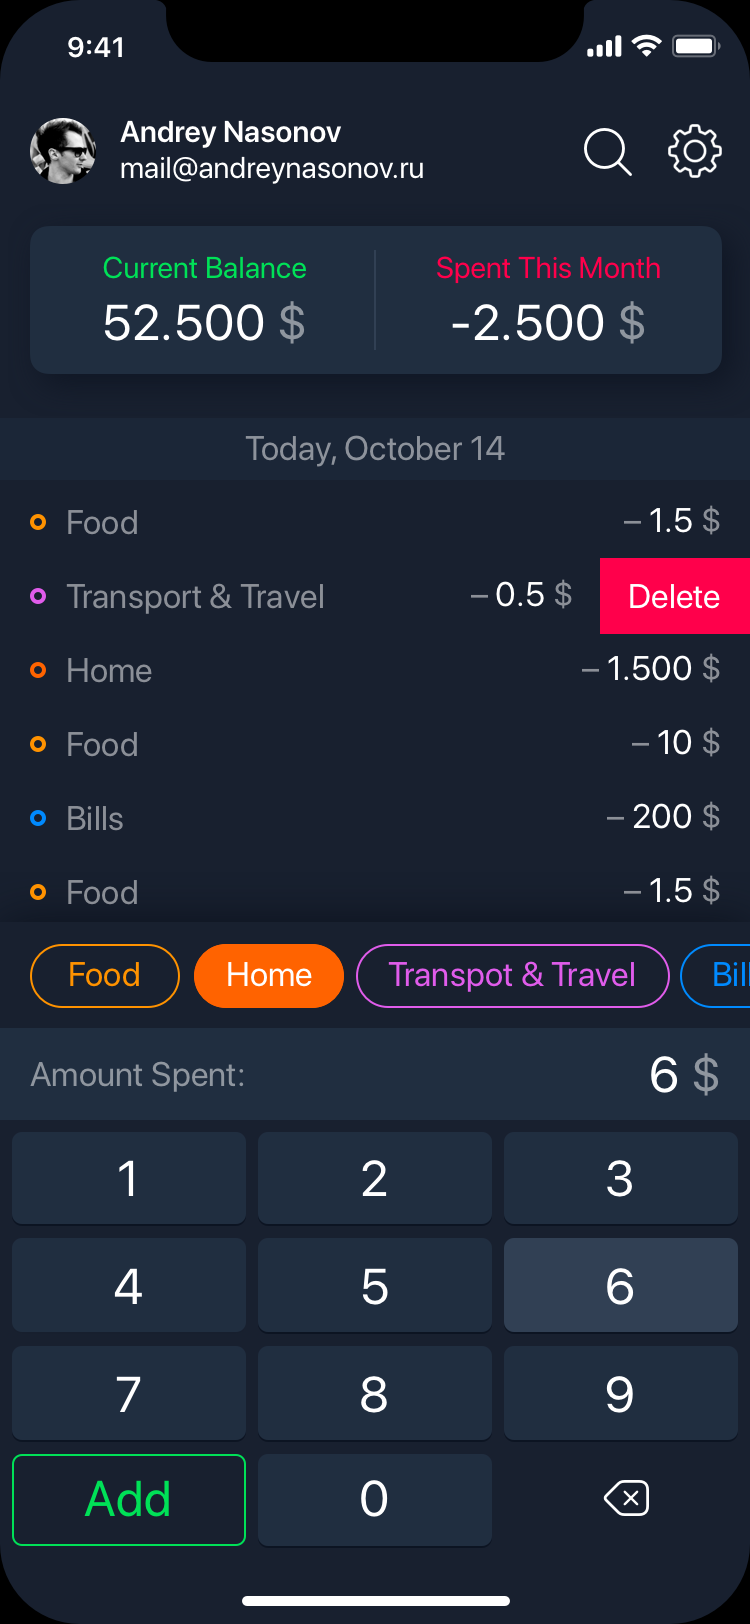 9:41
Andrey Nasonov
mail@andreynasonov.ru
Current Balance Spent This Month
52.500 $ -2.500 $
Today, October 14
Food – 1.5 $
Transport & Travel – 0.5 $ Delete
Home – 1.500 $
Food – 10 $
Bills – 200 $
Food – 1.5 $
Food Home Transpot & Travel Bil
Amount Spent: 6 $
1 2 3
4 5 6
7 8 9
Add 0